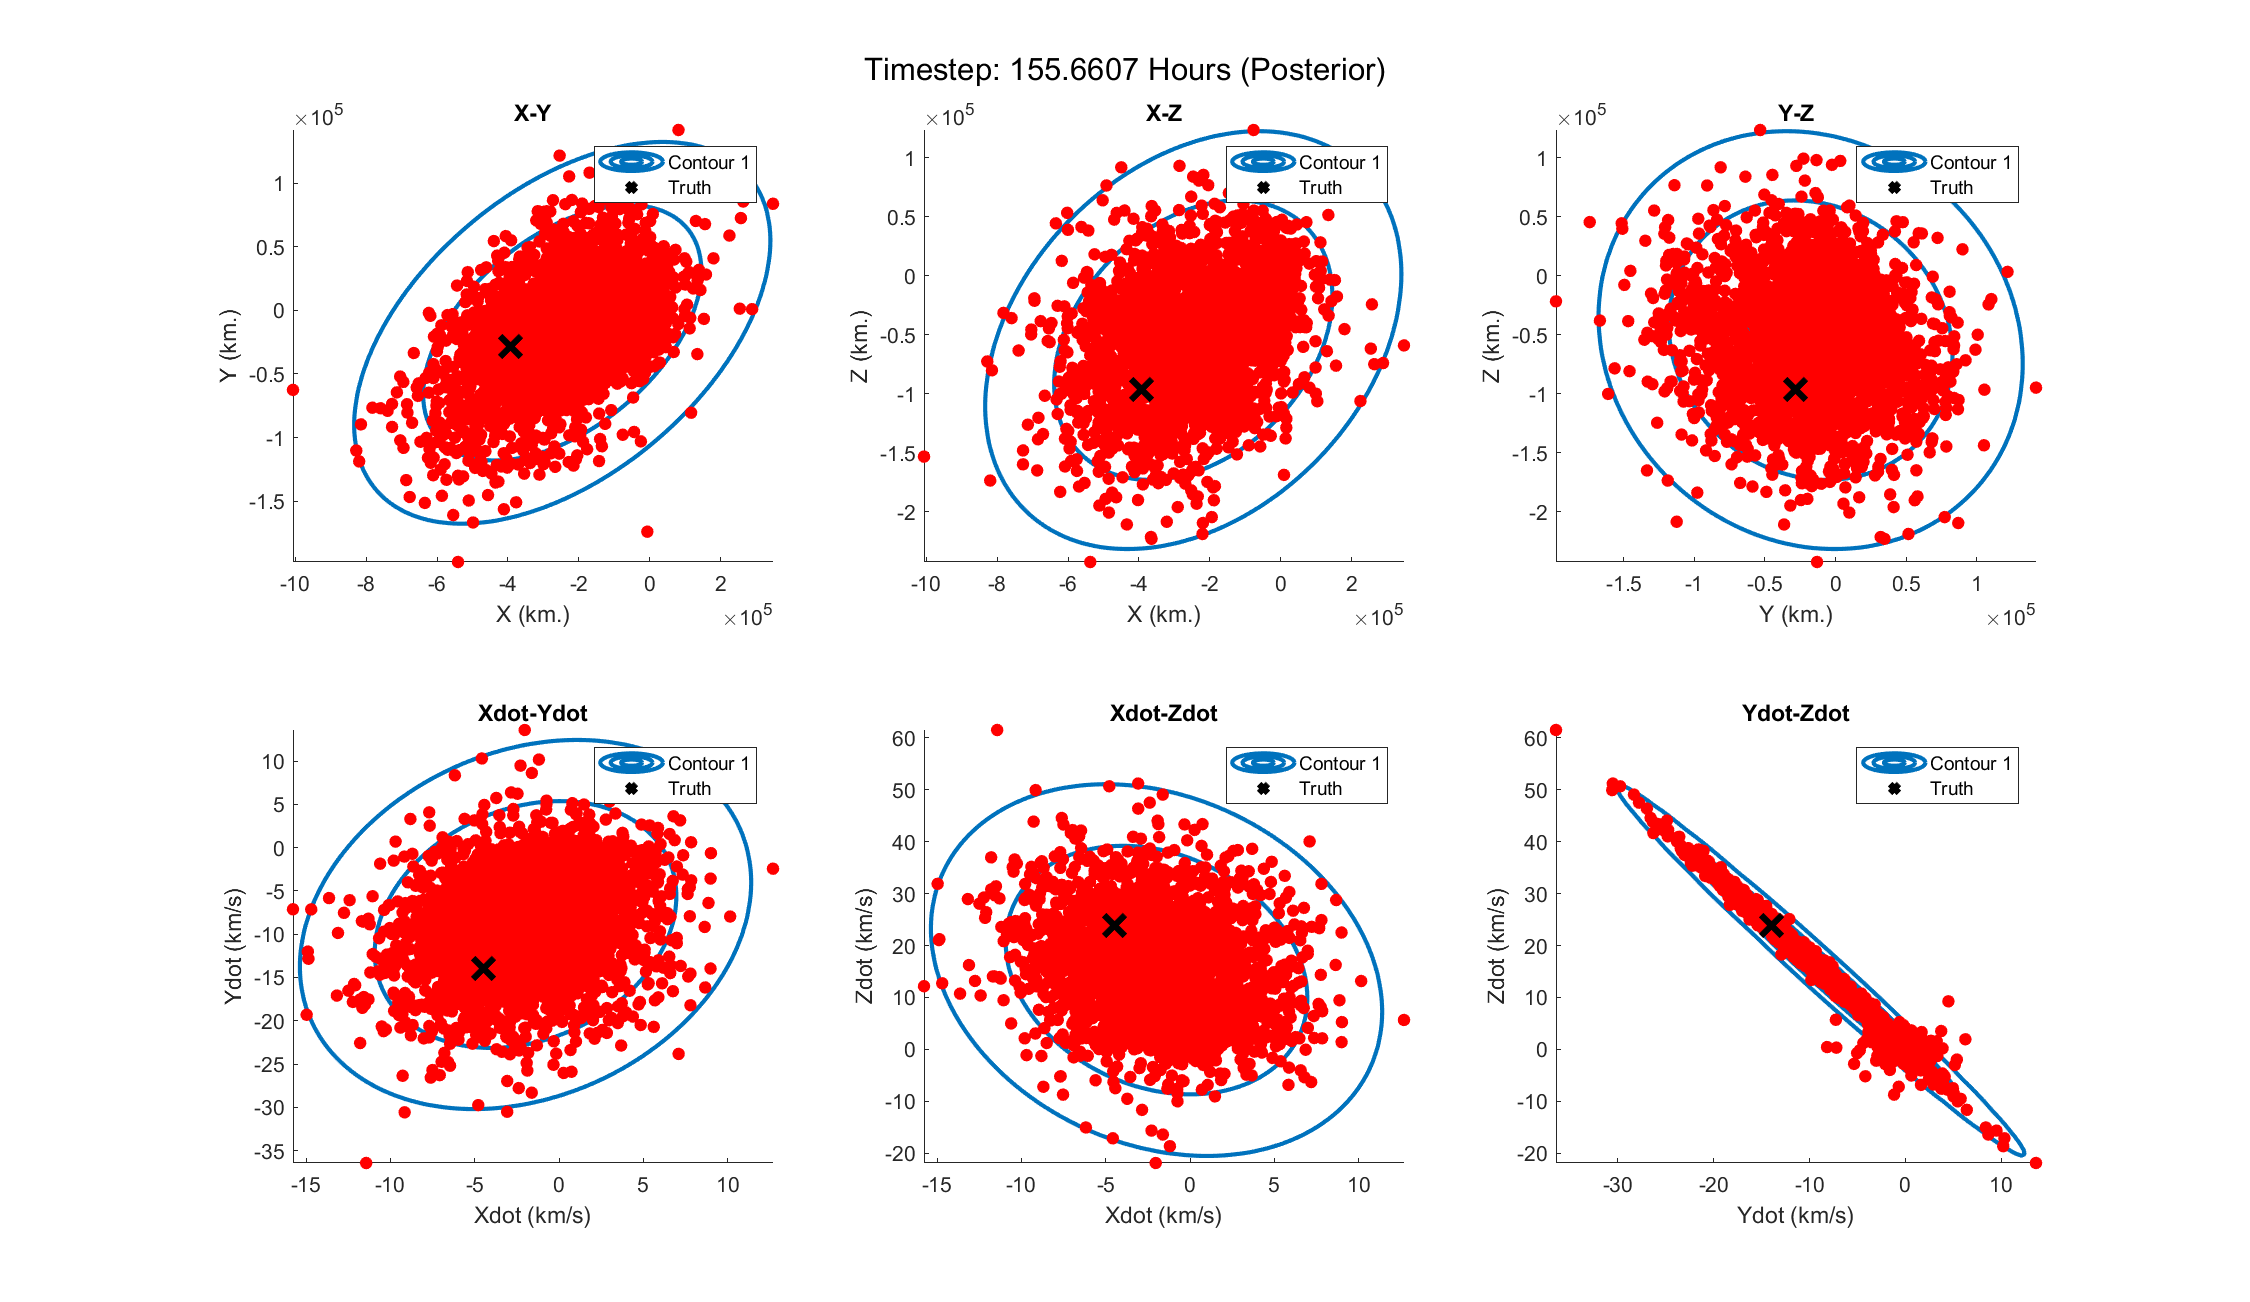 Timestep: 155.6607 Hours (Posterior)
X-Y
×10^5
Contour 1
Truth
1
0.5
0
-0.5
-1
-1.5
Y (km.)
-10 -8 -6 -4 -2 0 2
X (km.)
×10^5
X-Z
×10^5
Contour 1
Truth
1
0.5
0
-0.5
-1
-1.5
-2
Z (km.)
-10 -8 -6 -4 -2 0 2
X (km.)
×10^5
Y-Z
×10^5
Contour 1
Truth
1
0.5
0
-0.5
-1
-1.5
-2
Z (km.)
-1.5 -1 -0.5 0 0.5 1
Y (km.)
×10^5
Xdot-Ydot
Contour 1
Truth
10
5
0
-5
-10
-15
-20
-25
-30
-35
Ydot (km/s)
-15 -10 -5 0 5 10
Xdot (km/s)
Xdot-Zdot
Contour 1
Truth
60
50
40
30
20
10
0
-10
-20
Zdot (km/s)
-15 -10 -5 0 5 10
Xdot (km/s)
Ydot-Zdot
Contour 1
Truth
60
50
40
30
20
10
0
-10
-20
Zdot (km/s)
-30 -20 -10 0 10
Ydot (km/s)